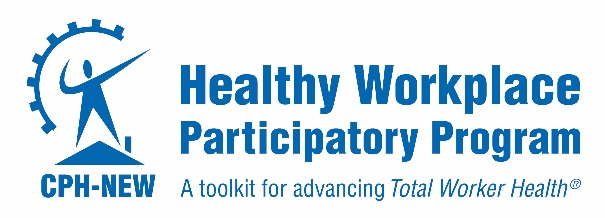 Healthy Workplace
Participatory Program
CPH-NEW
A toolkit for advancing Total Worker Health®